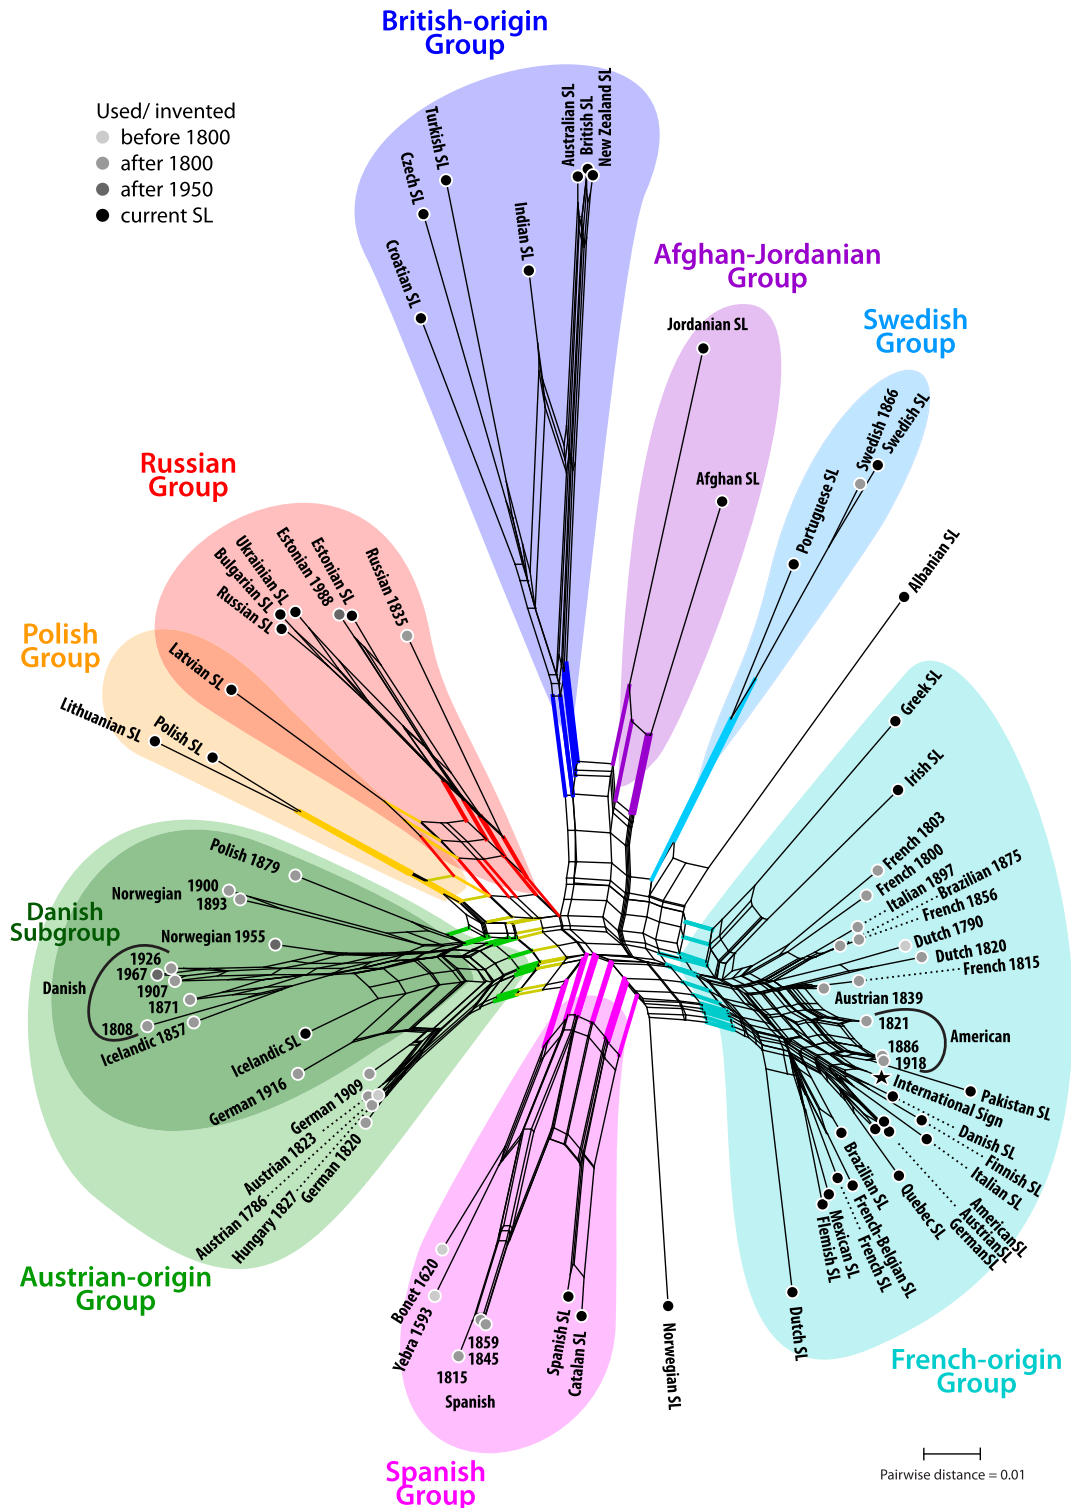 British-origin
Group
Used/ invented
before 1800
after 1800
after 1950
current SL
Turkish SL
Czech SL
Croatian SL
Indian SL
Australian SL
British SL
New Zealand SL
Afghan-Jordanian
Group
Jordanian SL
Afghan SL
Swedish
Group
Swedish 1866
Swedish SL
Portuguese SL
Albanian SL
Russian
Group
Ukrainian SL
Bulgarian SL
Russian SL
Estonian 1988
Estonian SL
Russian 1835
Polish
Group
Latvian SL
Lithuanian SL
Polish SL
Danish
Subgroup
Polish 1879
Norwegian
1900
1893
Norwegian 1955
Danish
1926
1967
1907
1871
1808
Icelandic 1857
Icelandic SL
German 1916
German 1909
Austrian 1823
Austrian 1786
Hungary 1827
German 1820
Austrian-origin
Group
Greek SL
Irish SL
French 1803
French 1800
Italian 1897
Brazilian 1875
French 1856
Dutch 1790
Dutch 1820
French 1815
Austrian 1839
1821
1886
1918
American
International Sign
Pakistan SL
Danish SL
Finnish SL
Italian SL
AmericanSL
AustrianSL
GermanSL
Quebec SL
Brazilian SL
French-Belgian SL
French SL
Mexican SL
Flemish SL
Dutch SL
French-origin
Group
Bonet 1620
Yebra 1593
1859
1845
1815
Spanish
Spanish SL
Catalan SL
Norwegian SL
Spanish
Group
Pairwise distance = 0.01